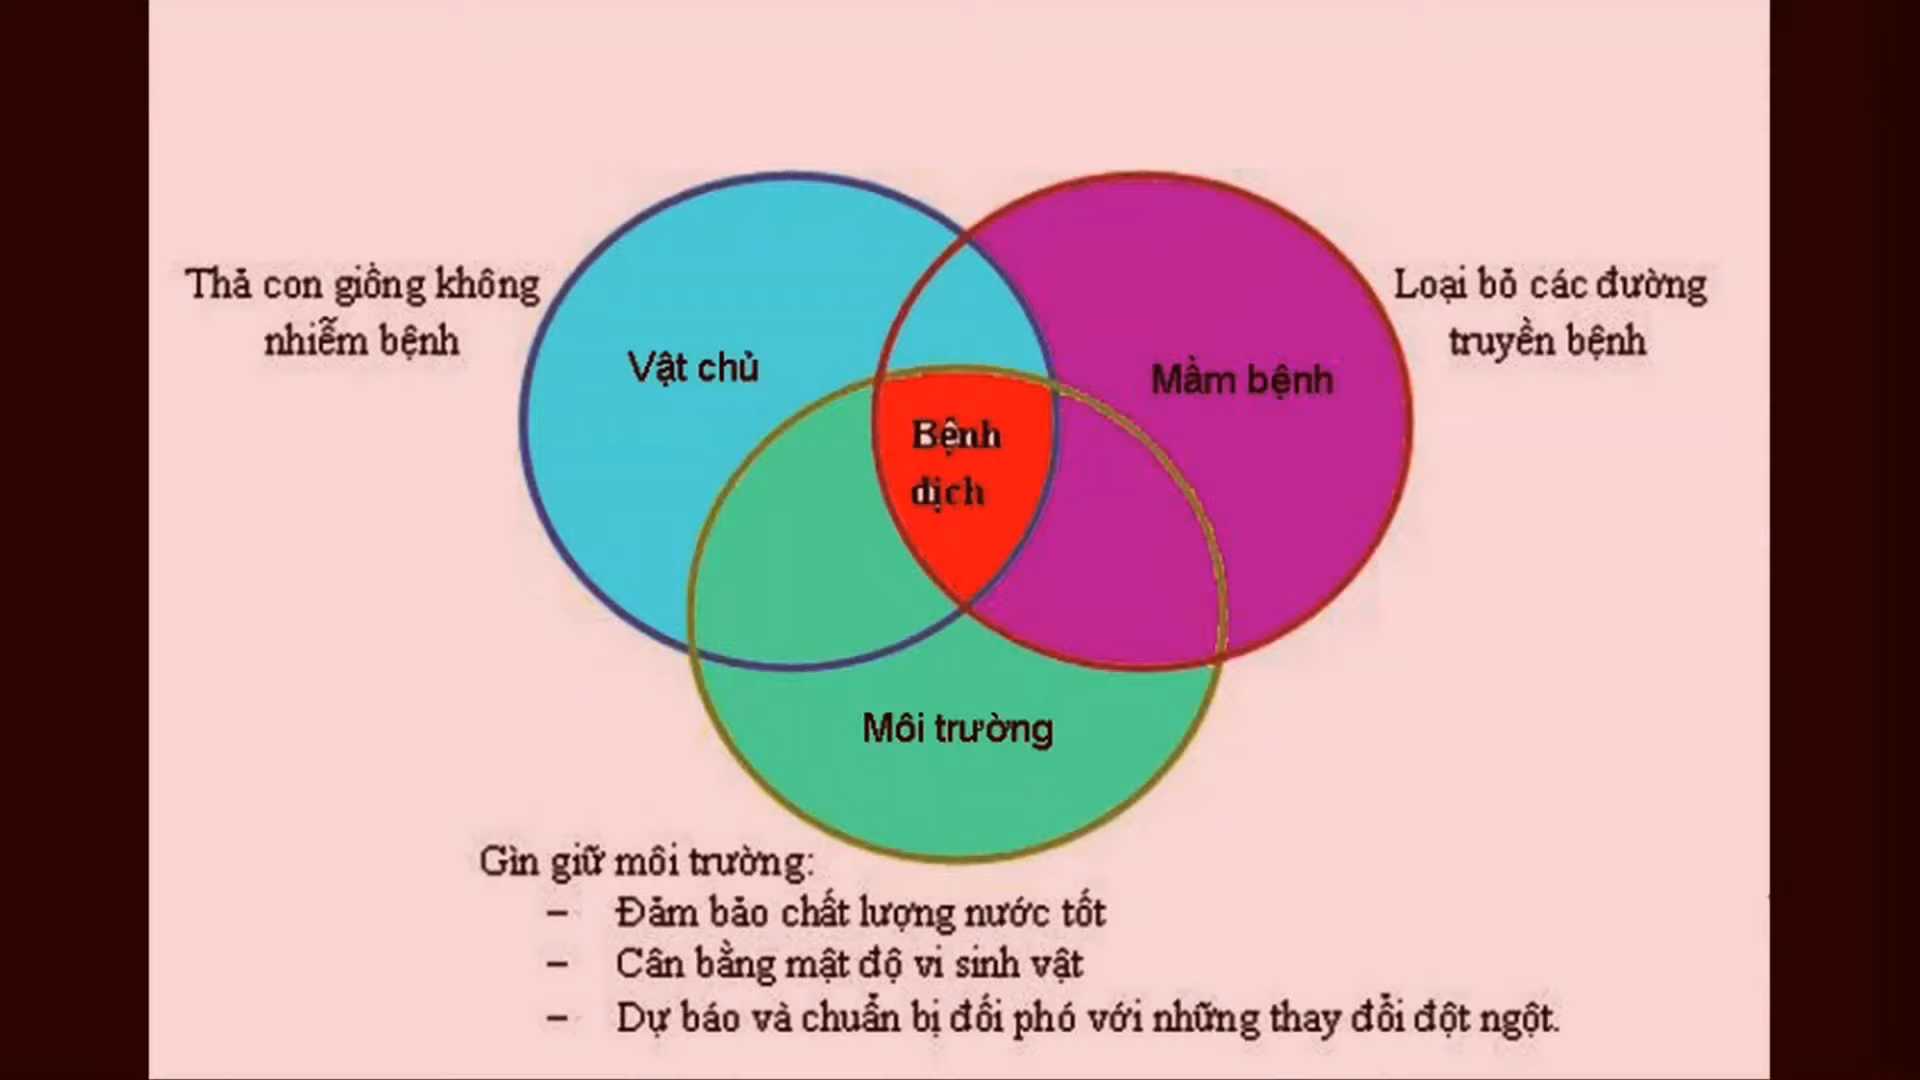 Thả con giống không
nhiễm bệnh
Vật chủ
Bệnh
dịch
Mầm bệnh
Loại bỏ các đường
truyền bệnh
Môi trường
Gìn giữ môi trường:
– Đảm bảo chất lượng nước tốt
– Cân bằng mật độ vi sinh vật
– Dự báo và chuẩn bị đối phó với những thay đổi đột ngột.